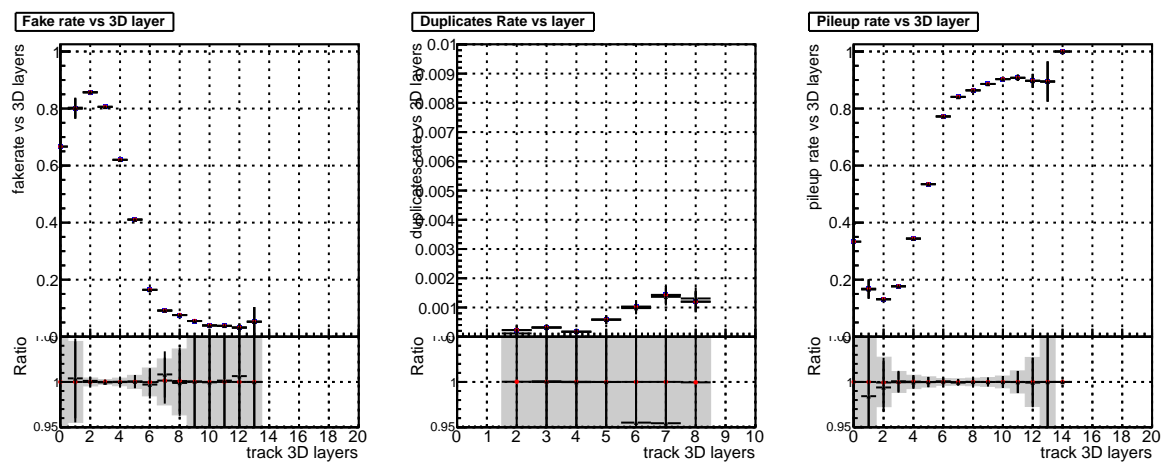 Fake rate vs 3D layer
fakerate vs 3D layers
1
0.8
0.6
0.4
0.2
Ratio
1
0.95
0 2 4 6 8 10 12 14 16 18 20
track 3D layers
Duplicates Rate vs layer
duplicates rate vs 3D layers
0.01
0.009
0.008
0.007
0.006
0.005
0.004
0.003
0.002
0.001
0
Ratio
1
0.95
0 1 2 3 4 5 6 7 8 9 10
track 3D layers
Pileup rate vs 3D layer
pileup rate vs 3D layers
1
0.8
0.6
0.4
0.2
0
Ratio
1
0.95
0 2 4 6 8 10 12 14 16 18 20
track 3D layers